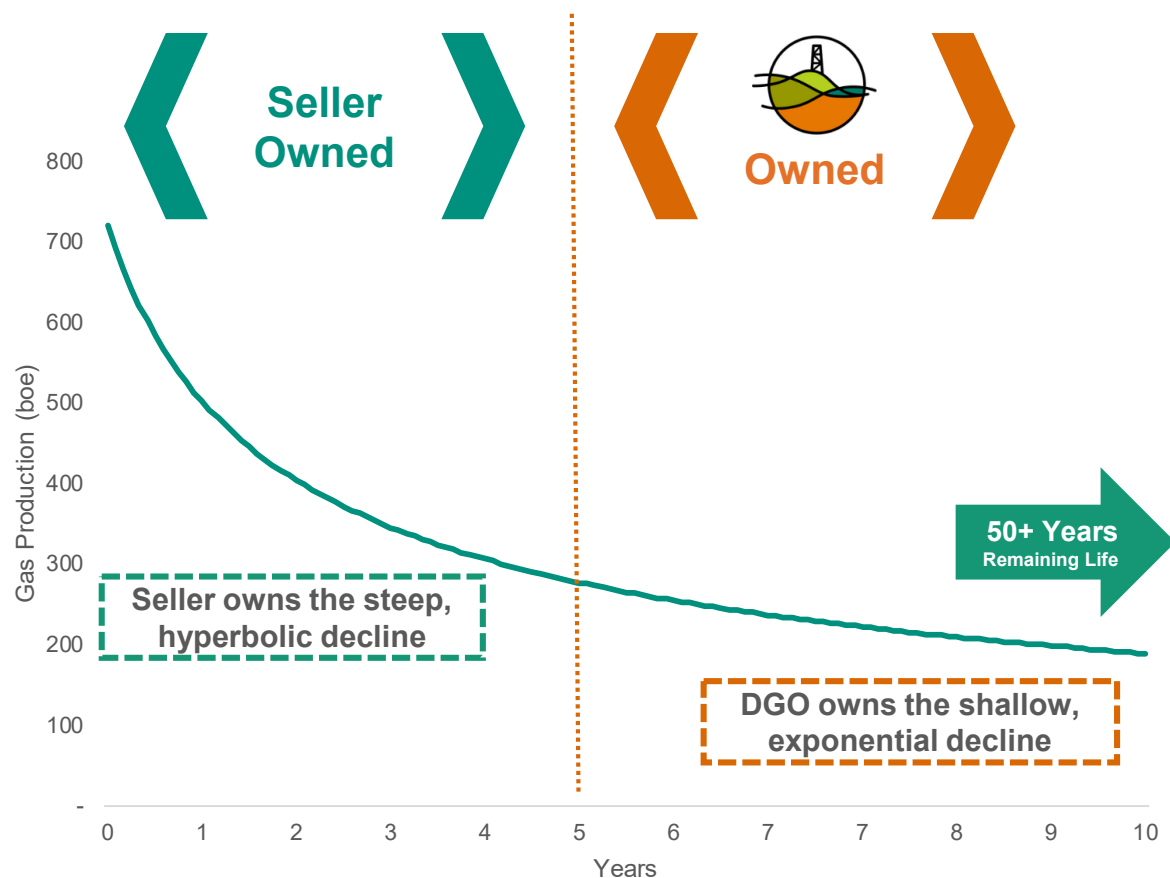 Seller
Owned
Owned
800
700
600
500
400
300
200
100
-
Gas Production (boe)
50+ Years
Remaining Life
Seller owns the steep,
hyperbolic decline
DGO owns the shallow,
exponential decline
0 1 2 3 4 5 6 7 7 8 9 10
Years